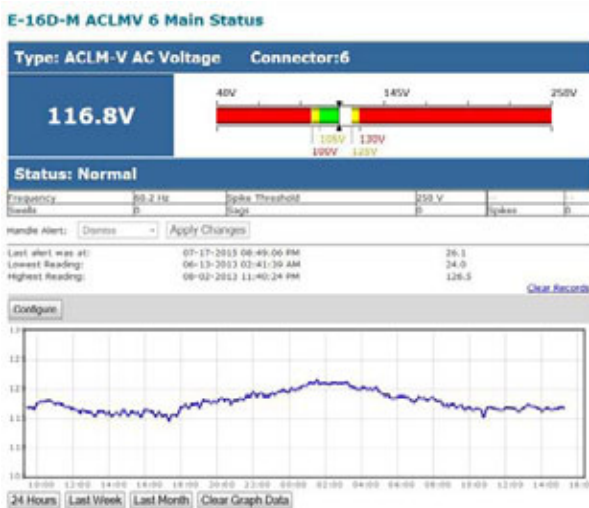 E-16D-M ACLMV 6 Main Status
Type: ACLM-V AC Voltage Connector:6
116.8V
40V 145V 250V
105V 130V
100V 125V
Status: Normal
Frequency 60.2 Hz Spike Threshold 250 V -- --
Swells 0 Sags 0 Spikes 0
Handle Alert: Dismiss Apply Changes
Last alert was at: 07-17-2015 08:49:06 PM 26.1
Lowest Reading: 06-13-2013 02:41:39 AM 24.0
Highest Reading: 08-02-2013 11:40:24 PM 126.5
Clear Records
Configure
10:00 12:00 14:00 16:00 18:00 20:00 22:00 00:00 02:00 04:00 06:00 08:00 10:00 12:00 14:00 16:0
24 Hours Last Week Last Month Clear Graph Data